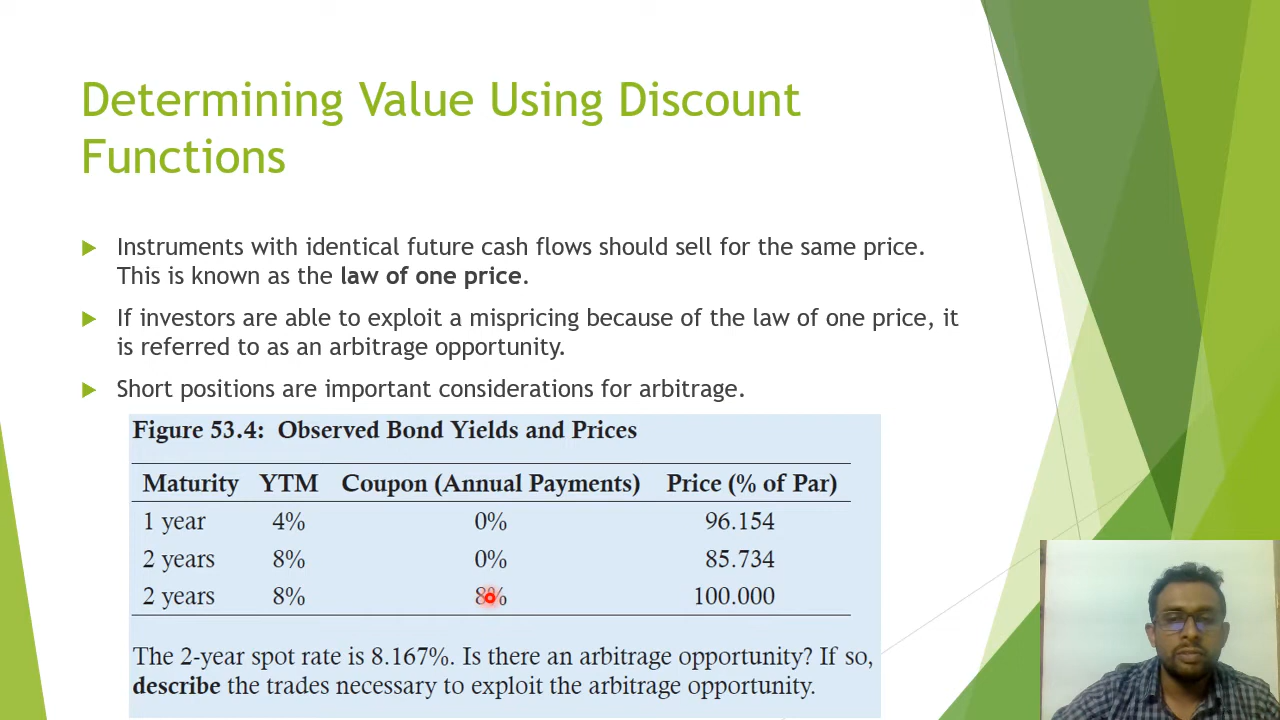 Determining Value Using Discount
Functions
Instruments with identical future cash flows should sell for the same price.
This is known as the law of one price.
If investors are able to exploit a mispricing because of the law of one price, it
is referred to as an arbitrage opportunity.
Short positions are important considerations for arbitrage.
Figure 53.4: Observed Bond Yields and Prices
Maturity YTM Coupon (Annual Payments) Price (% of Par)
1 year 4% 0% 96.154
2 years 8% 0% 85.734
2 years 8% 8% 100.000
The 2-year spot rate is 8.167%. Is there an arbitrage opportunity? If so,
describe the trades necessary to exploit the arbitrage opportunity.